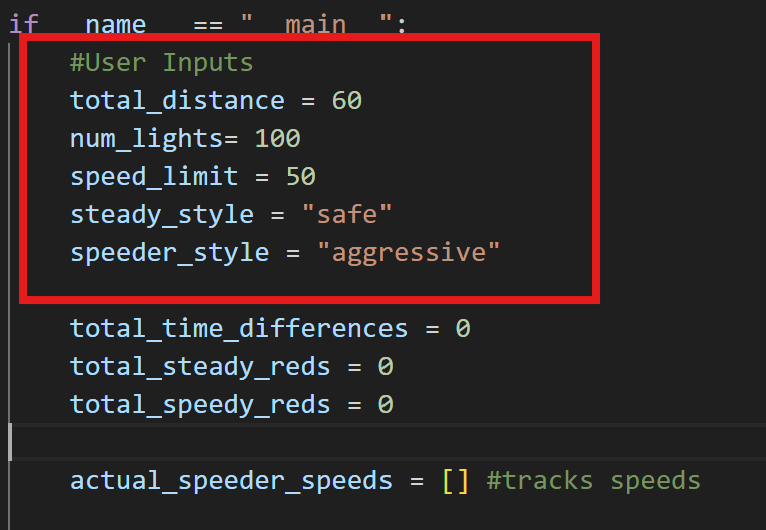 if __name__ == "__main__":
#User Inputs
total_distance = 60
num_lights= 100
speed_limit = 50
steady_style = "safe"
speeder_style = "aggressive"
total_time_differences = 0
total_steady_reds = 0
total_speedy_reds = 0
actual_speeder_speeds = [] #tracks speeds